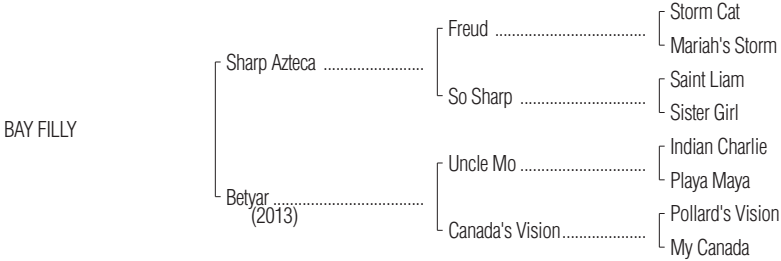 Storm Cat
Freud ..............................
Mariah's Storm
Sharp Azteca .......................
Saint Liam
So Sharp ..............................
Sister Girl
BAY FILLY
Indian Charlie
Uncle Mo ..............................
Playa Maya
Betyar ..................................
(2013)
Pollard's Vision
Canada's Vision....................
My Canada